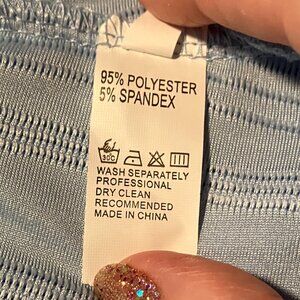 95% POLYESTER
5% SPANDEX
WASH SEPARATELY
PROFESSIONAL
DRY CLEAN
RECOMMENDED
MADE IN CHINA